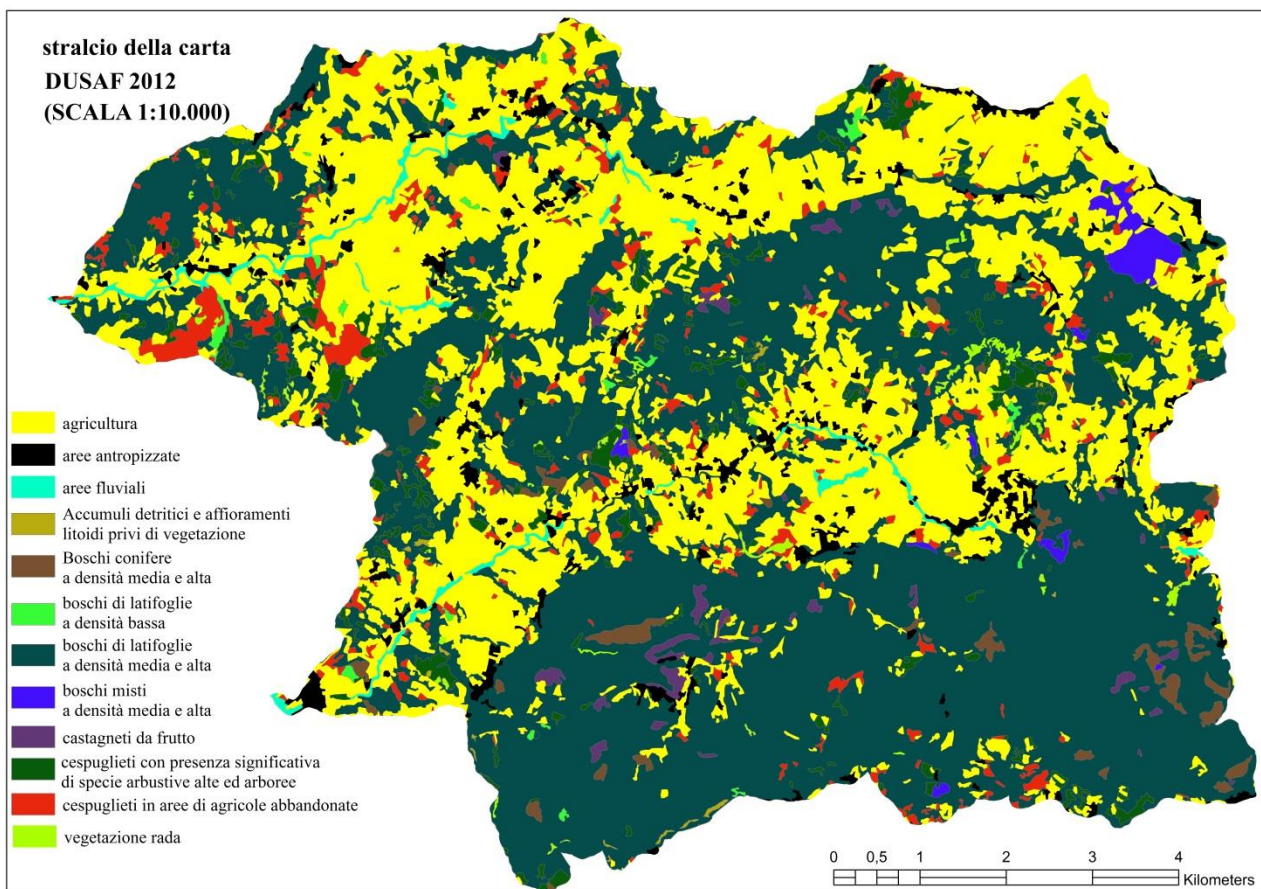 stralcio della carta
DUSAF 2012
(SCALA 1:10.000)
agricultura
aree antropizzate
aree fluviali
Accumuli detritici e affioramenti
litoidi privi di vegetazione
Boschi conifere
a densità media e alta
boschi di latifoglie
a densità bassa
boschi di latifoglie
a densità media e alta
boschi misti
a densità media e alta
castagneti da frutto
cespuglieti con presenza significativa
di specie arbustive alte ed arboree
cespuglieti in aree di agricole abbandonate
vegetazione rada
0 0,5 1 2 3 4
Kilometers